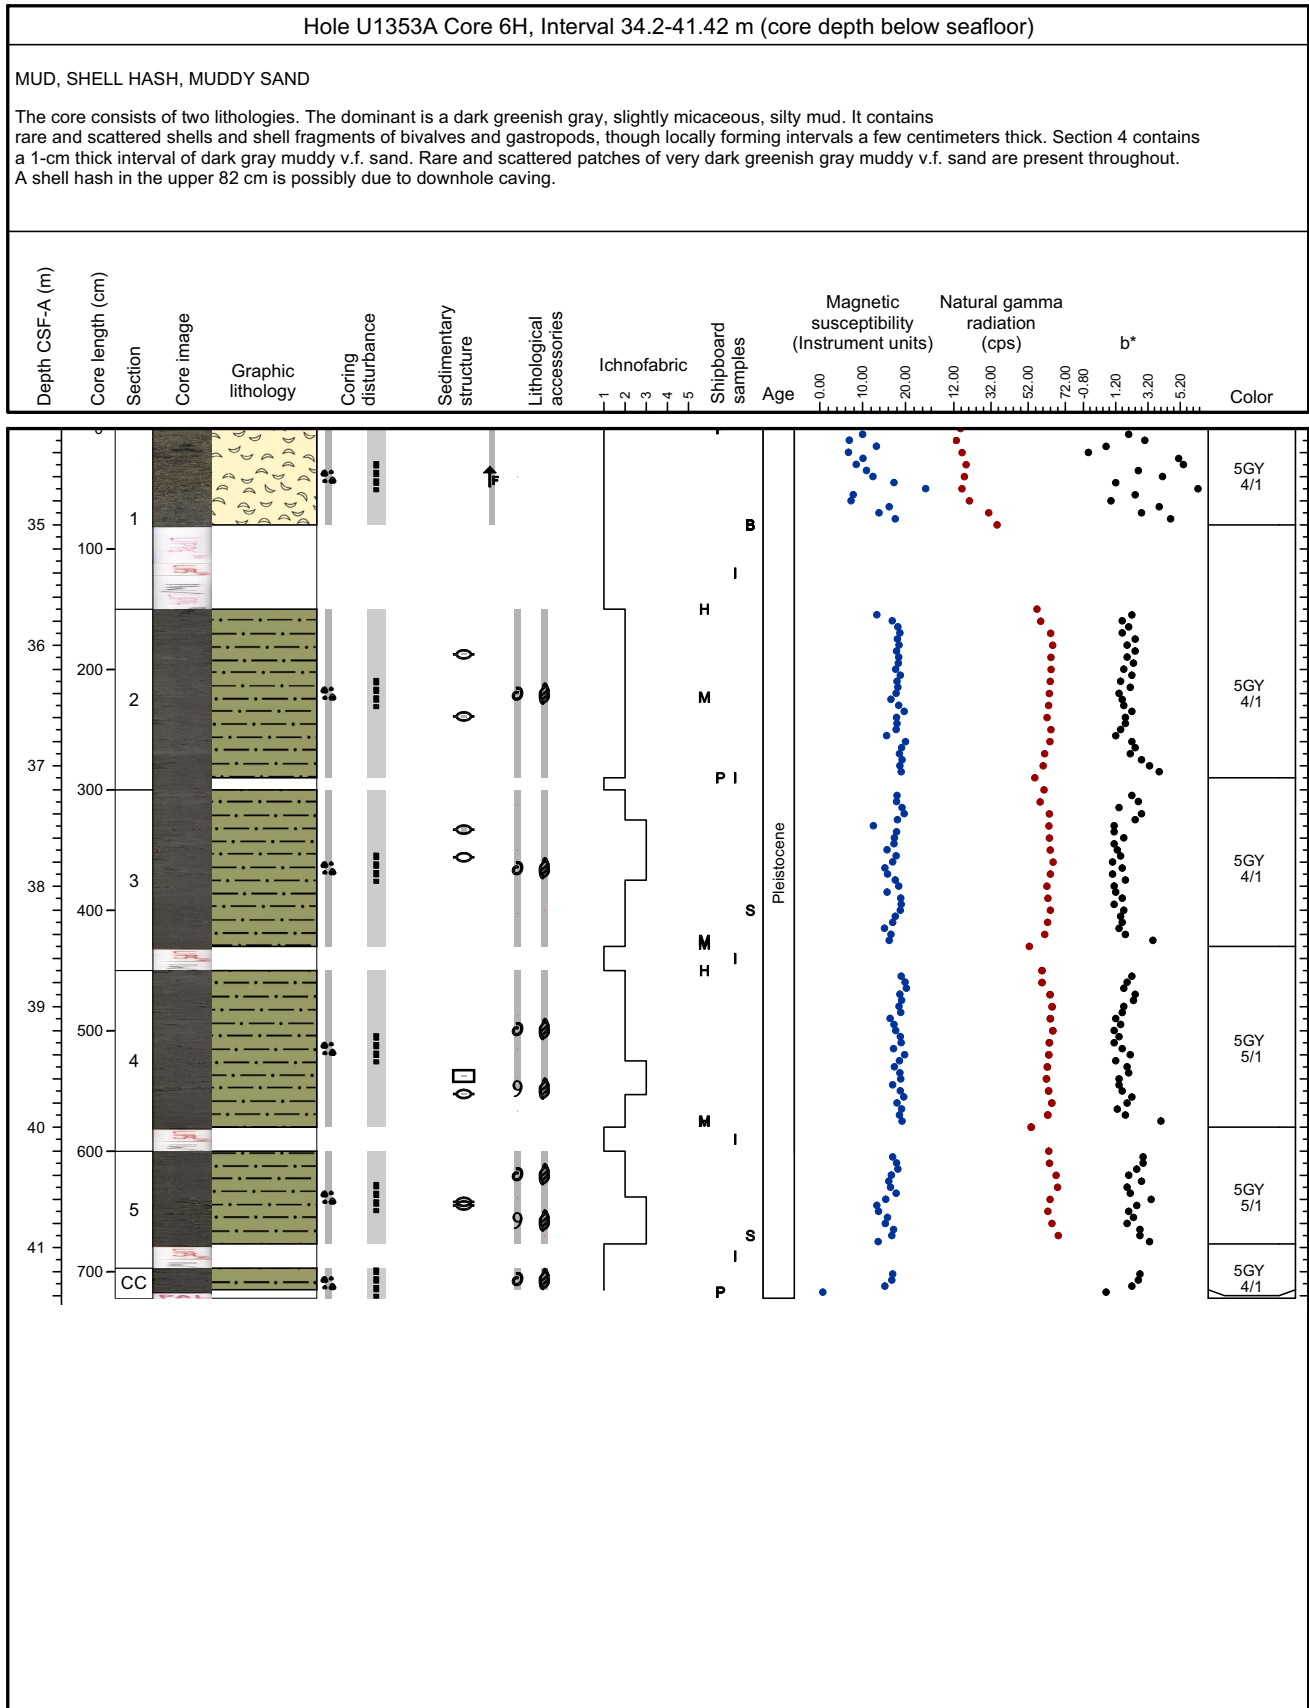 Hole U1353A Core 6H, Interval 34.2-41.42 m (core depth below seafloor)
MUD, SHELL HASH, MUDDY SAND
The core consists of two lithologies. The dominant is a dark greenish gray, slightly micaceous, silty mud. It contains
rare and scattered shells and shell fragments of bivalves and gastropods, though locally forming intervals a few centimeters thick. Section 4 contains
a 1-cm thick interval of dark gray muddy v.f. sand. Rare and scattered patches of very dark greenish gray muddy v.f. sand are present throughout.
A shell hash in the upper 82 cm is possibly due to downhole caving.
Depth CSF-A (m)
Core length (cm)
Section
Core image
Graphic
lithology
Coring
disturbance
Sedimentary
structure
Lithological
accessories
Ichnofabric
1 2 3 4 5
Shipboard
samples
Age
Magnetic
susceptibility
(Instrument units)
0.00 10.00 20.00
Natural gamma
radiation
(cps)
12.00 32.00 52.00 72.00
b*
-0.80 1.20 3.20 5.20
Color
F
5GY
4/1
1
35
B
100
I
H
36
200
2
M
5GY
4/1
37
P I
300
Pleistocene
3
5GY
4/1
38
400
S
M
M
I
H
39
500
4
5GY
5/1
M
40
I
600
5
5GY
5/1
S
41
I
700
CC
5GY
4/1
P